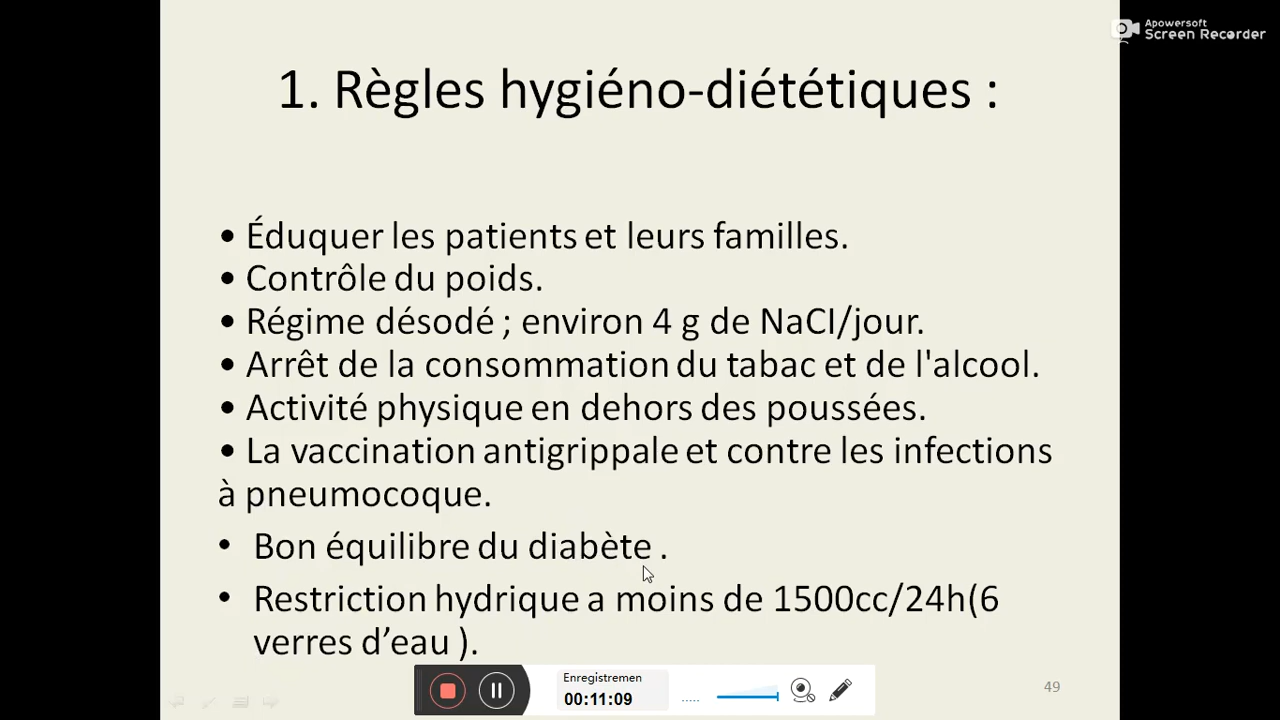 Apowersoft
Screen Recorder
1. Règles hygiéno-diététiques :
• Éduquer les patients et leurs familles.
• Contrôle du poids.
• Régime désodé ; environ 4 g de NaCI/jour.
• Arrêt de la consommation du tabac et de l'alcool.
• Activité physique en dehors des poussées.
• La vaccination antigrippale et contre les infections
à pneumocoque.
• Bon équilibre du diabète .
• Restriction hydrique a moins de 1500cc/24h(6
verres d’eau ).
Enregistremen
00:11:09
49